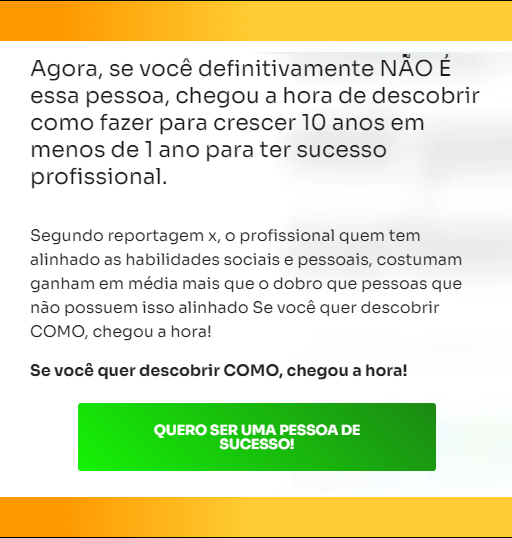 Agora, se você definitivamente NÃO É
essa pessoa, chegou a hora de descobrir
como fazer para crescer 10 anos em
menos de 1 ano para ter sucesso
profissional.
Segundo reportagem x, o profissional quem tem
alinhado as habilidades sociais e pessoais, costumam
ganham em média mais que o dobro que pessoas que
não possuem isso alinhado Se você quer descobrir
COMO, chegou a hora!
Se você quer descobrir COMO, chegou a hora!
QUERO SER UMA PESSOA DE
SUCESSO!